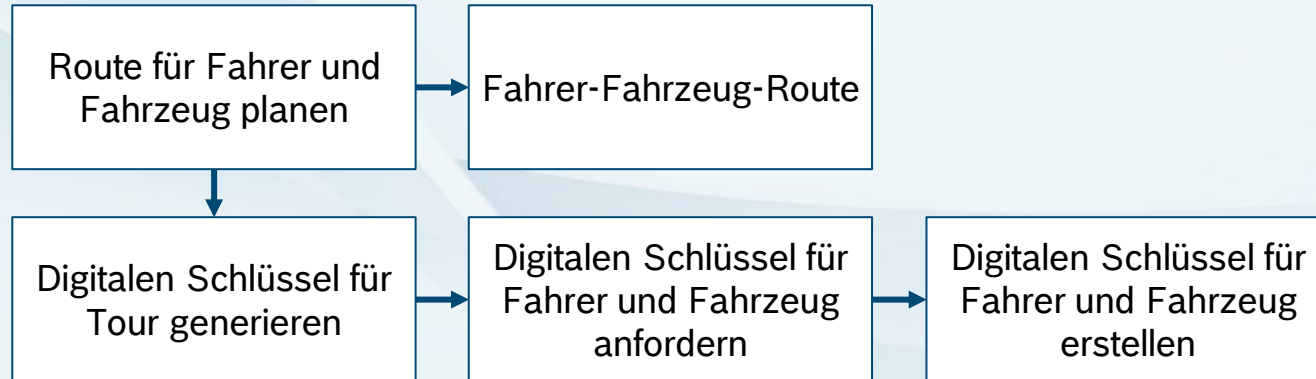 Route für Fahrer und
Fahrzeug planen
Fahrer-Fahrzeug-Route
Digitalen Schlüssel für
Tour generieren
Digitalen Schlüssel für
Fahrer und Fahrzeug
anfordern
Digitalen Schlüssel für
Fahrer und Fahrzeug
erstellen